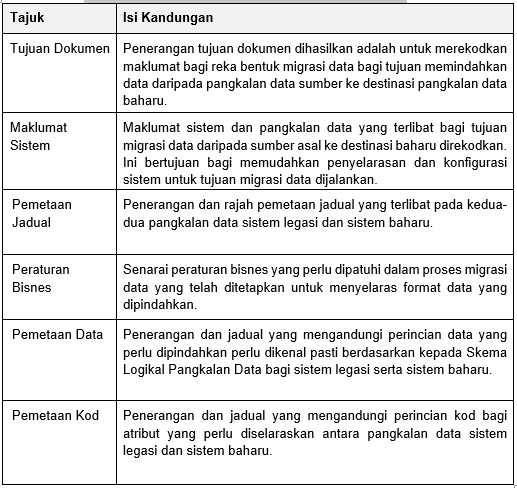 Tajuk
Isi Kandungan
Tujuan Dokumen
Penerangan tujuan dokumen dihasilkan adalah untuk merekodkan
maklumat bagi reka bentuk migrasi data bagi tujuan memindahkan
data daripada pangkalan data sumber ke destinasi pangkalan data
baharu.
Maklumat
Sistem
Maklumat sistem dan pangkalan data yang terlibat bagi tujuan
migrasi data daripada sumber asal ke destinasi baharu direkodkan.
Ini bertujuan bagi memudahkan penyelarasan dan konfigurasi
sistem untuk tujuan migrasi data dijalankan.
Pemetaan
Jadual
Penerangan dan rajah pemetaan jadual yang terlibat pada kedua-
dua pangkalan data sistem legasi dan sistem baharu.
Peraturan
Bisnes
Senarai peraturan bisnes yang perlu dipatuhi dalam proses migrasi
data yang telah ditetapkan untuk menyelaras format data yang
dipindahkan.
Pemetaan Data
Penerangan dan jadual yang mengandungi perincian data yang
perlu dipindahkan perlu dikenal pasti berdasarkan kepada Skema
Logikal Pangkalan Data bagi sistem legasi serta sistem baharu.
Pemetaan Kod
Penerangan dan jadual yang mengandungi perincian kod bagi
atribut yang perlu diselaraskan antara pangkalan data sistem
legasi dan sistem baharu.